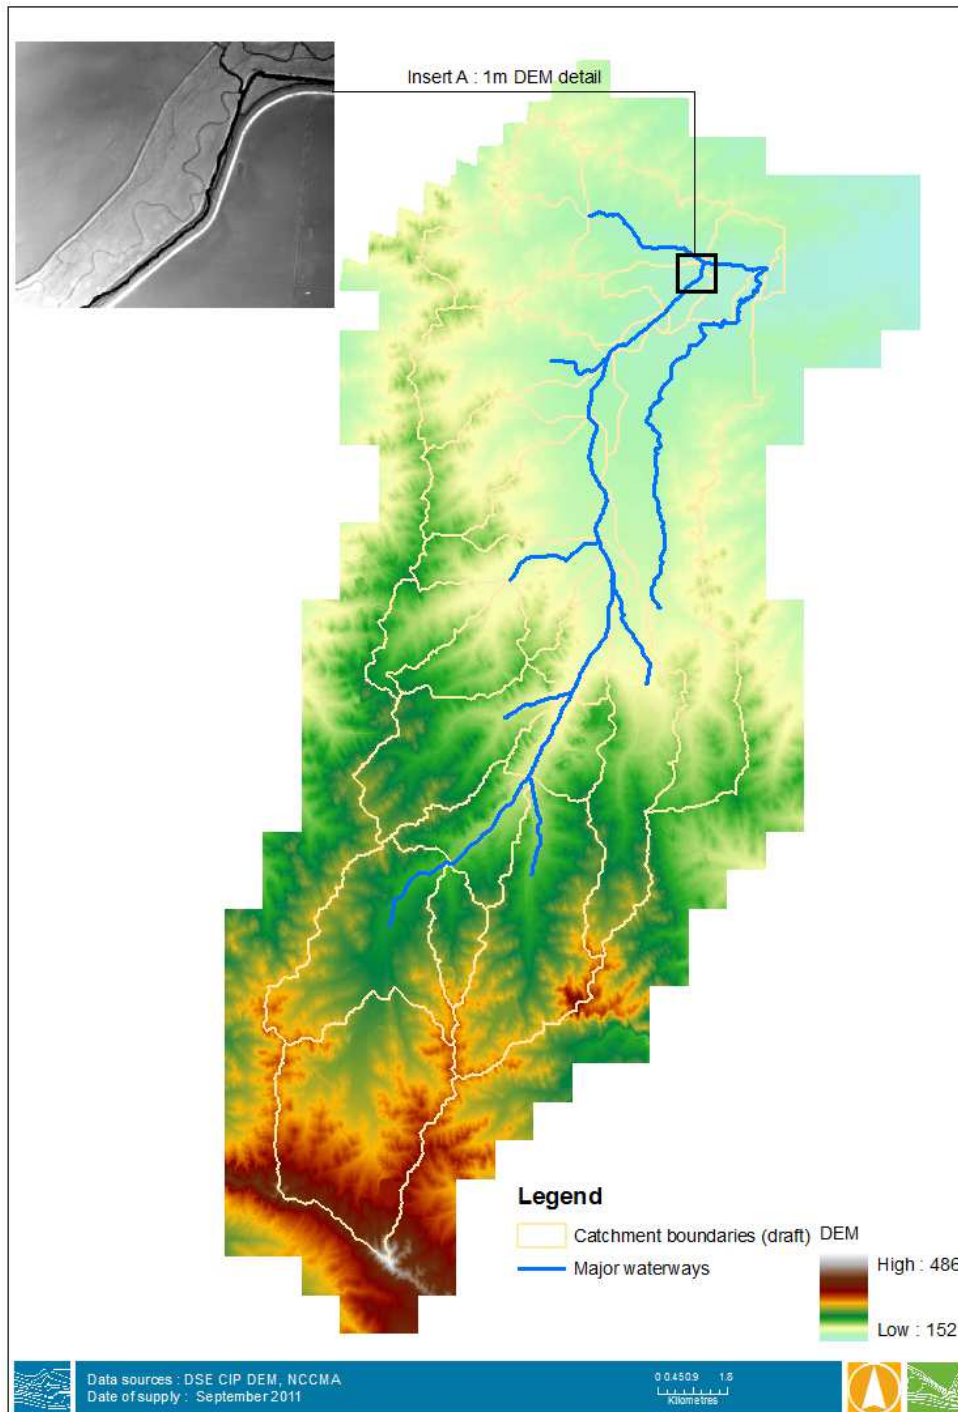 Insert A : 1m DEM detail
Legend
Catchment boundaries (draft)
Major waterways
DEM
High : 486
Low : 152
Data sources : DSE CIP DEM, NCCMA
Date of supply : September 2011
0 0.45 0.9 1.8
Kilometres